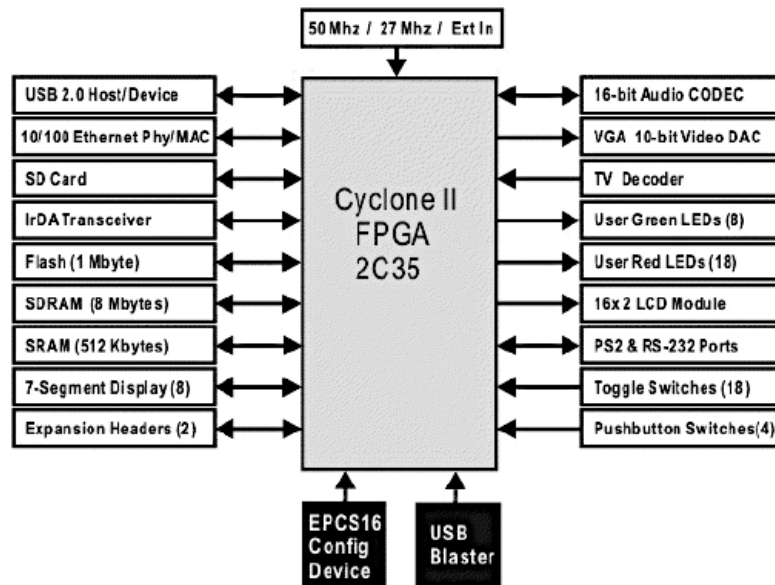 50 Mhz / 27 Mhz / Ext In
USB 2.0 Host/Device
10/100 Ethernet Phy/MAC
SD Card
IrDA Transceiver
Flash (1 Mbyte)
SDRAM (8 Mbytes)
SRAM (512 Kbytes)
7-Segment Display (8)
Expansion Headers (2)
Cyclone II
FPGA
2C35
16-bit Audio CODEC
VGA 10-bit Video DAC
TV Decoder
User Green LEDs (8)
User Red LEDs (18)
16x2 LCD Module
PS2 & RS-232 Ports
Toggle Switches (18)
Pushbutton Switches(4)
EPCS16
Config
Device
USB
Blaster